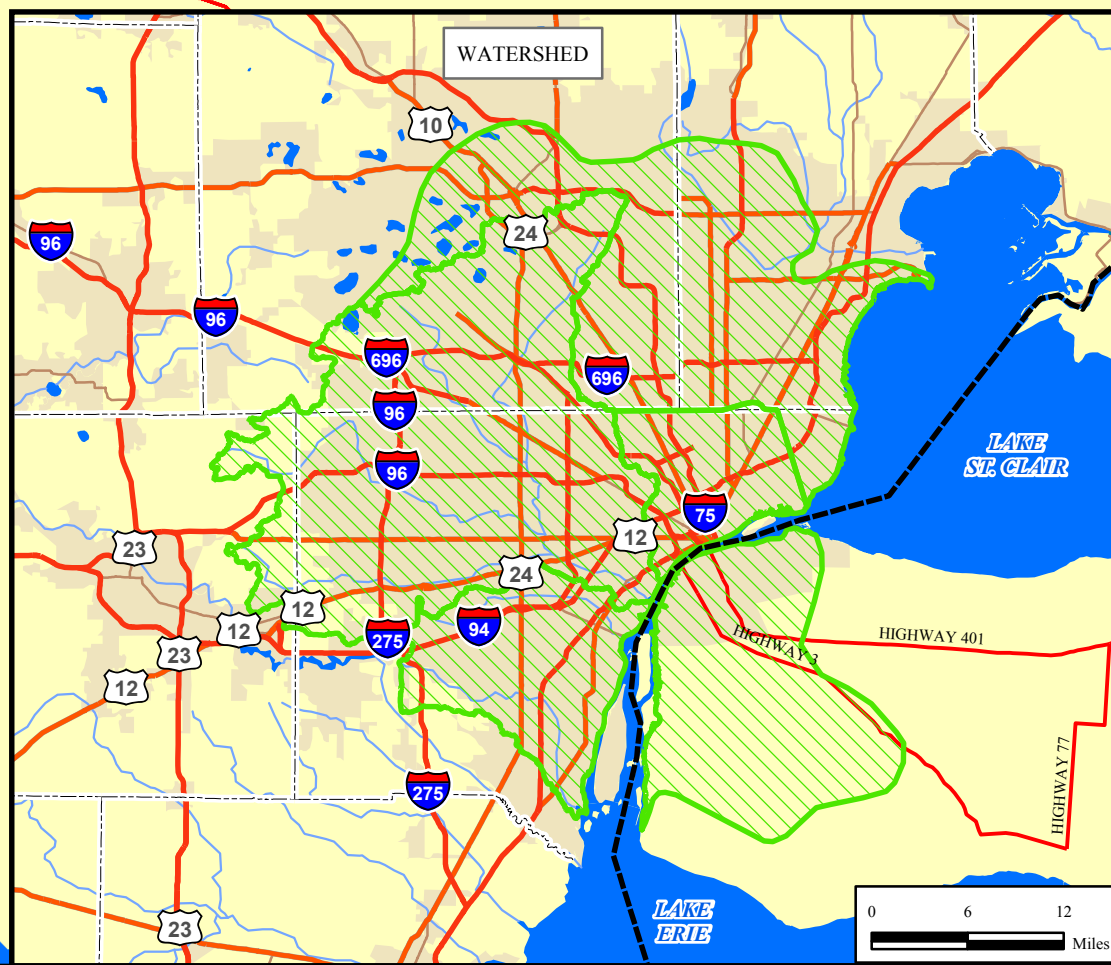 WATERSHED
10
24
96
96
696
696
96
LAKE
ST. CLAIR
96
75
12
23
24
12
94
12
275
HIGHWAY 3
HIGHWAY 401
23
12
HIGHWAY 77
275
LAKE
ERIE
23
0 6 12
Miles